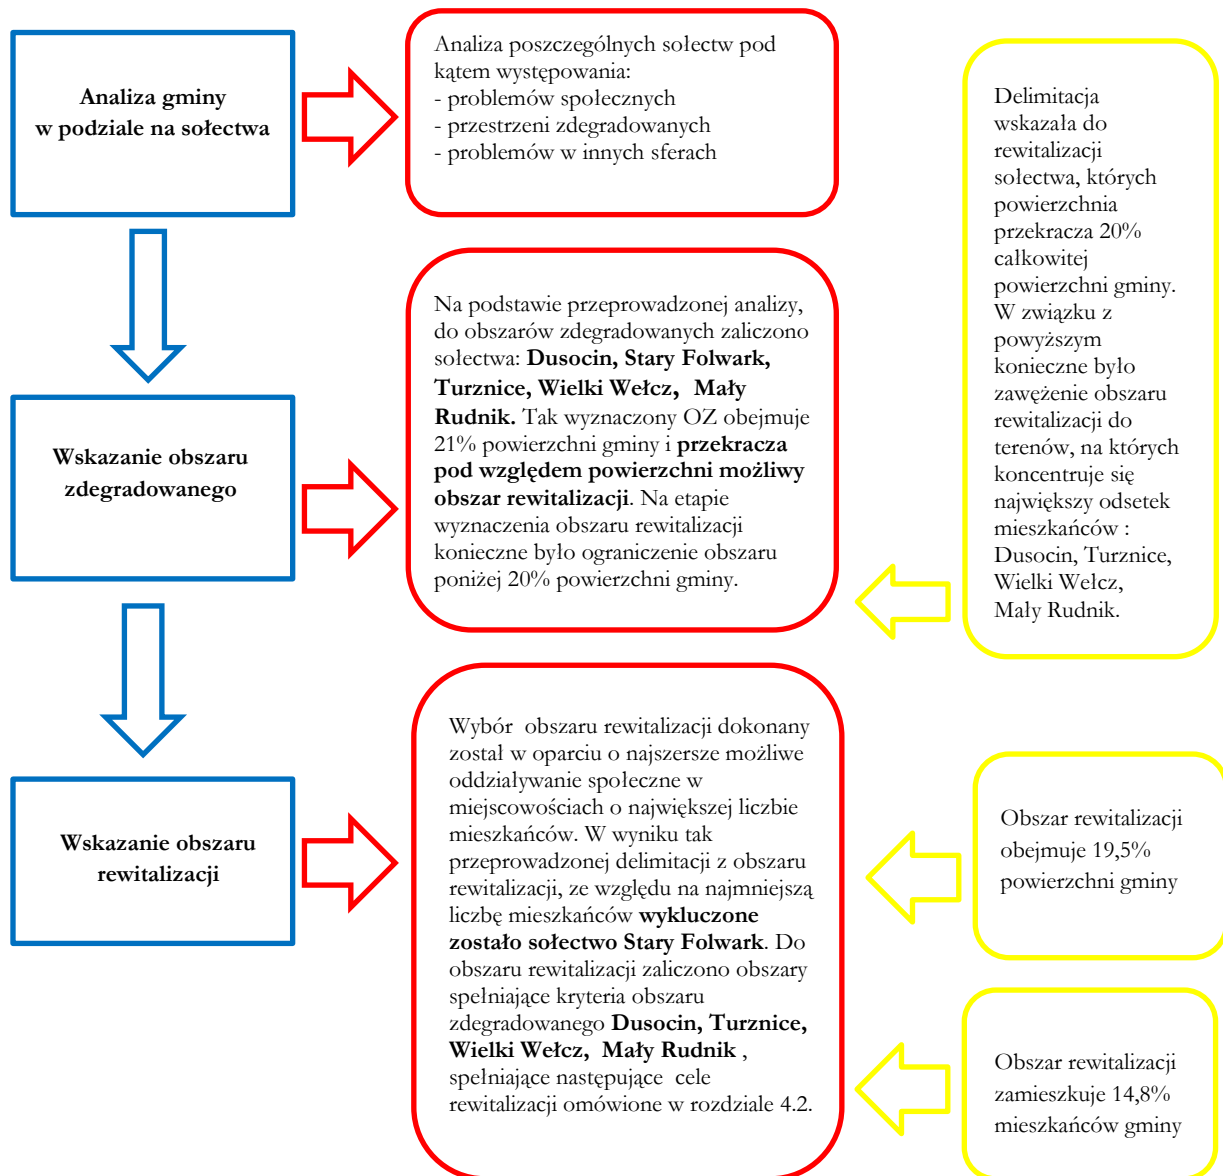 Analiza gminy
w podziale na sołectwa
Analiza poszczególnych sołectw pod
kątem występowania:
- problemów społecznych
- przestrzeni zdegradowanych
- problemów w innych sferach
Delimitacja
wskazała do
rewitalizacji
sołectwa, których
powierzchnia
przekracza 20%
całkowitej
powierzchni gminy.
W związku z
powyższym
konieczne było
zawężenie obszaru
rewitalizacji do
terenów, na których
koncentruje się
największy odsetek
mieszkańców :
Dusocin, Turznice,
Wielki Wełcz,
Mały Rudnik.
Wskazanie obszaru
zdegradowanego
Na podstawie przeprowadzonej analizy,
do obszarów zdegradowanych zaliczono
sołectwa: Dusocin, Stary Folwark,
Turznice, Wielki Wełcz, Mały
Rudnik. Tak wyznaczony OZ obejmuje
21% powierzchni gminy i przekracza
pod względem powierzchni możliwy
obszar rewitalizacji. Na etapie
wyznaczenia obszaru rewitalizacji
konieczne było ograniczenie obszaru
poniżej 20% powierzchni gminy.
Wskazanie obszaru
rewitalizacji
Wybór obszaru rewitalizacji dokonany
został w oparciu o najszersze możliwe
oddziaływanie społeczne w
miejscowościach o największej liczbie
mieszkańców. W wyniku tak
przeprowadzonej delimitacji z obszaru
rewitalizacji, ze względu na najmniejszą
liczbę mieszkańców wykluczone
zostało sołectwo Stary Folwark. Do
obszaru rewitalizacji zaliczono obszary
spełniające kryteria obszaru
zdegradowanego Dusocin, Turznice,
Wielki Wełcz, Mały Rudnik ,
spełniające następujące cele
rewitalizacji omówione w rozdziale 4.2.
Obszar rewitalizacji
obejmuje 19,5%
powierzchni gminy
Obszar rewitalizacji
zamieszkuje 14,8%
mieszkańców gminy